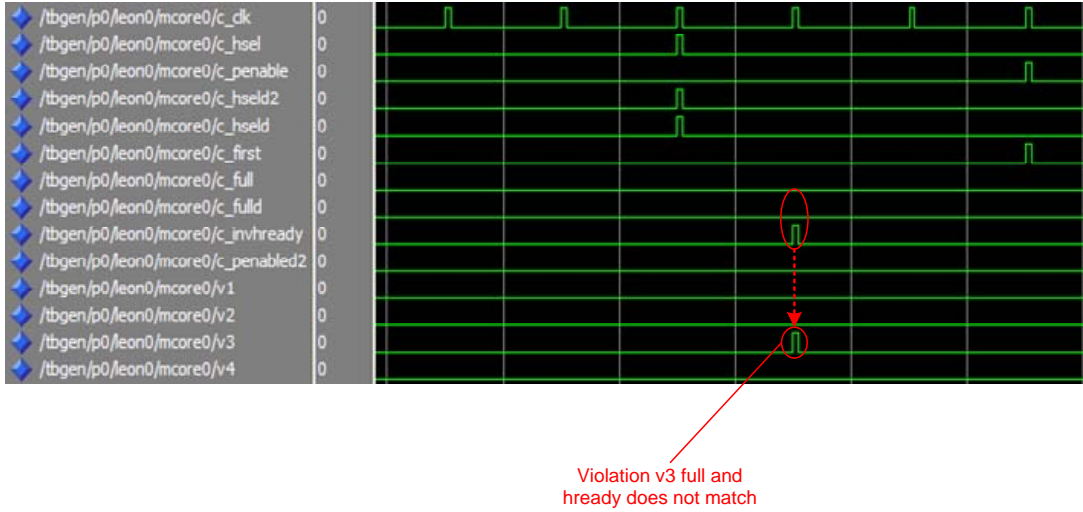 /tbgen/p0/leon0/mcore0/c_clk 0
/tbgen/p0/leon0/mcore0/c_hsel 0
/tbgen/p0/leon0/mcore0/c_penable 0
/tbgen/p0/leon0/mcore0/c_hseld2 0
/tbgen/p0/leon0/mcore0/c_hseld 0
/tbgen/p0/leon0/mcore0/c_first 0
/tbgen/p0/leon0/mcore0/c_full 0
/tbgen/p0/leon0/mcore0/c_fulld 0
/tbgen/p0/leon0/mcore0/c_invhready 0
/tbgen/p0/leon0/mcore0/c_penabled2 0
/tbgen/p0/leon0/mcore0/v1 0
/tbgen/p0/leon0/mcore0/v2 0
/tbgen/p0/leon0/mcore0/v3 0
/tbgen/p0/leon0/mcore0/v4 0
Violation v3 full and
hready does not match